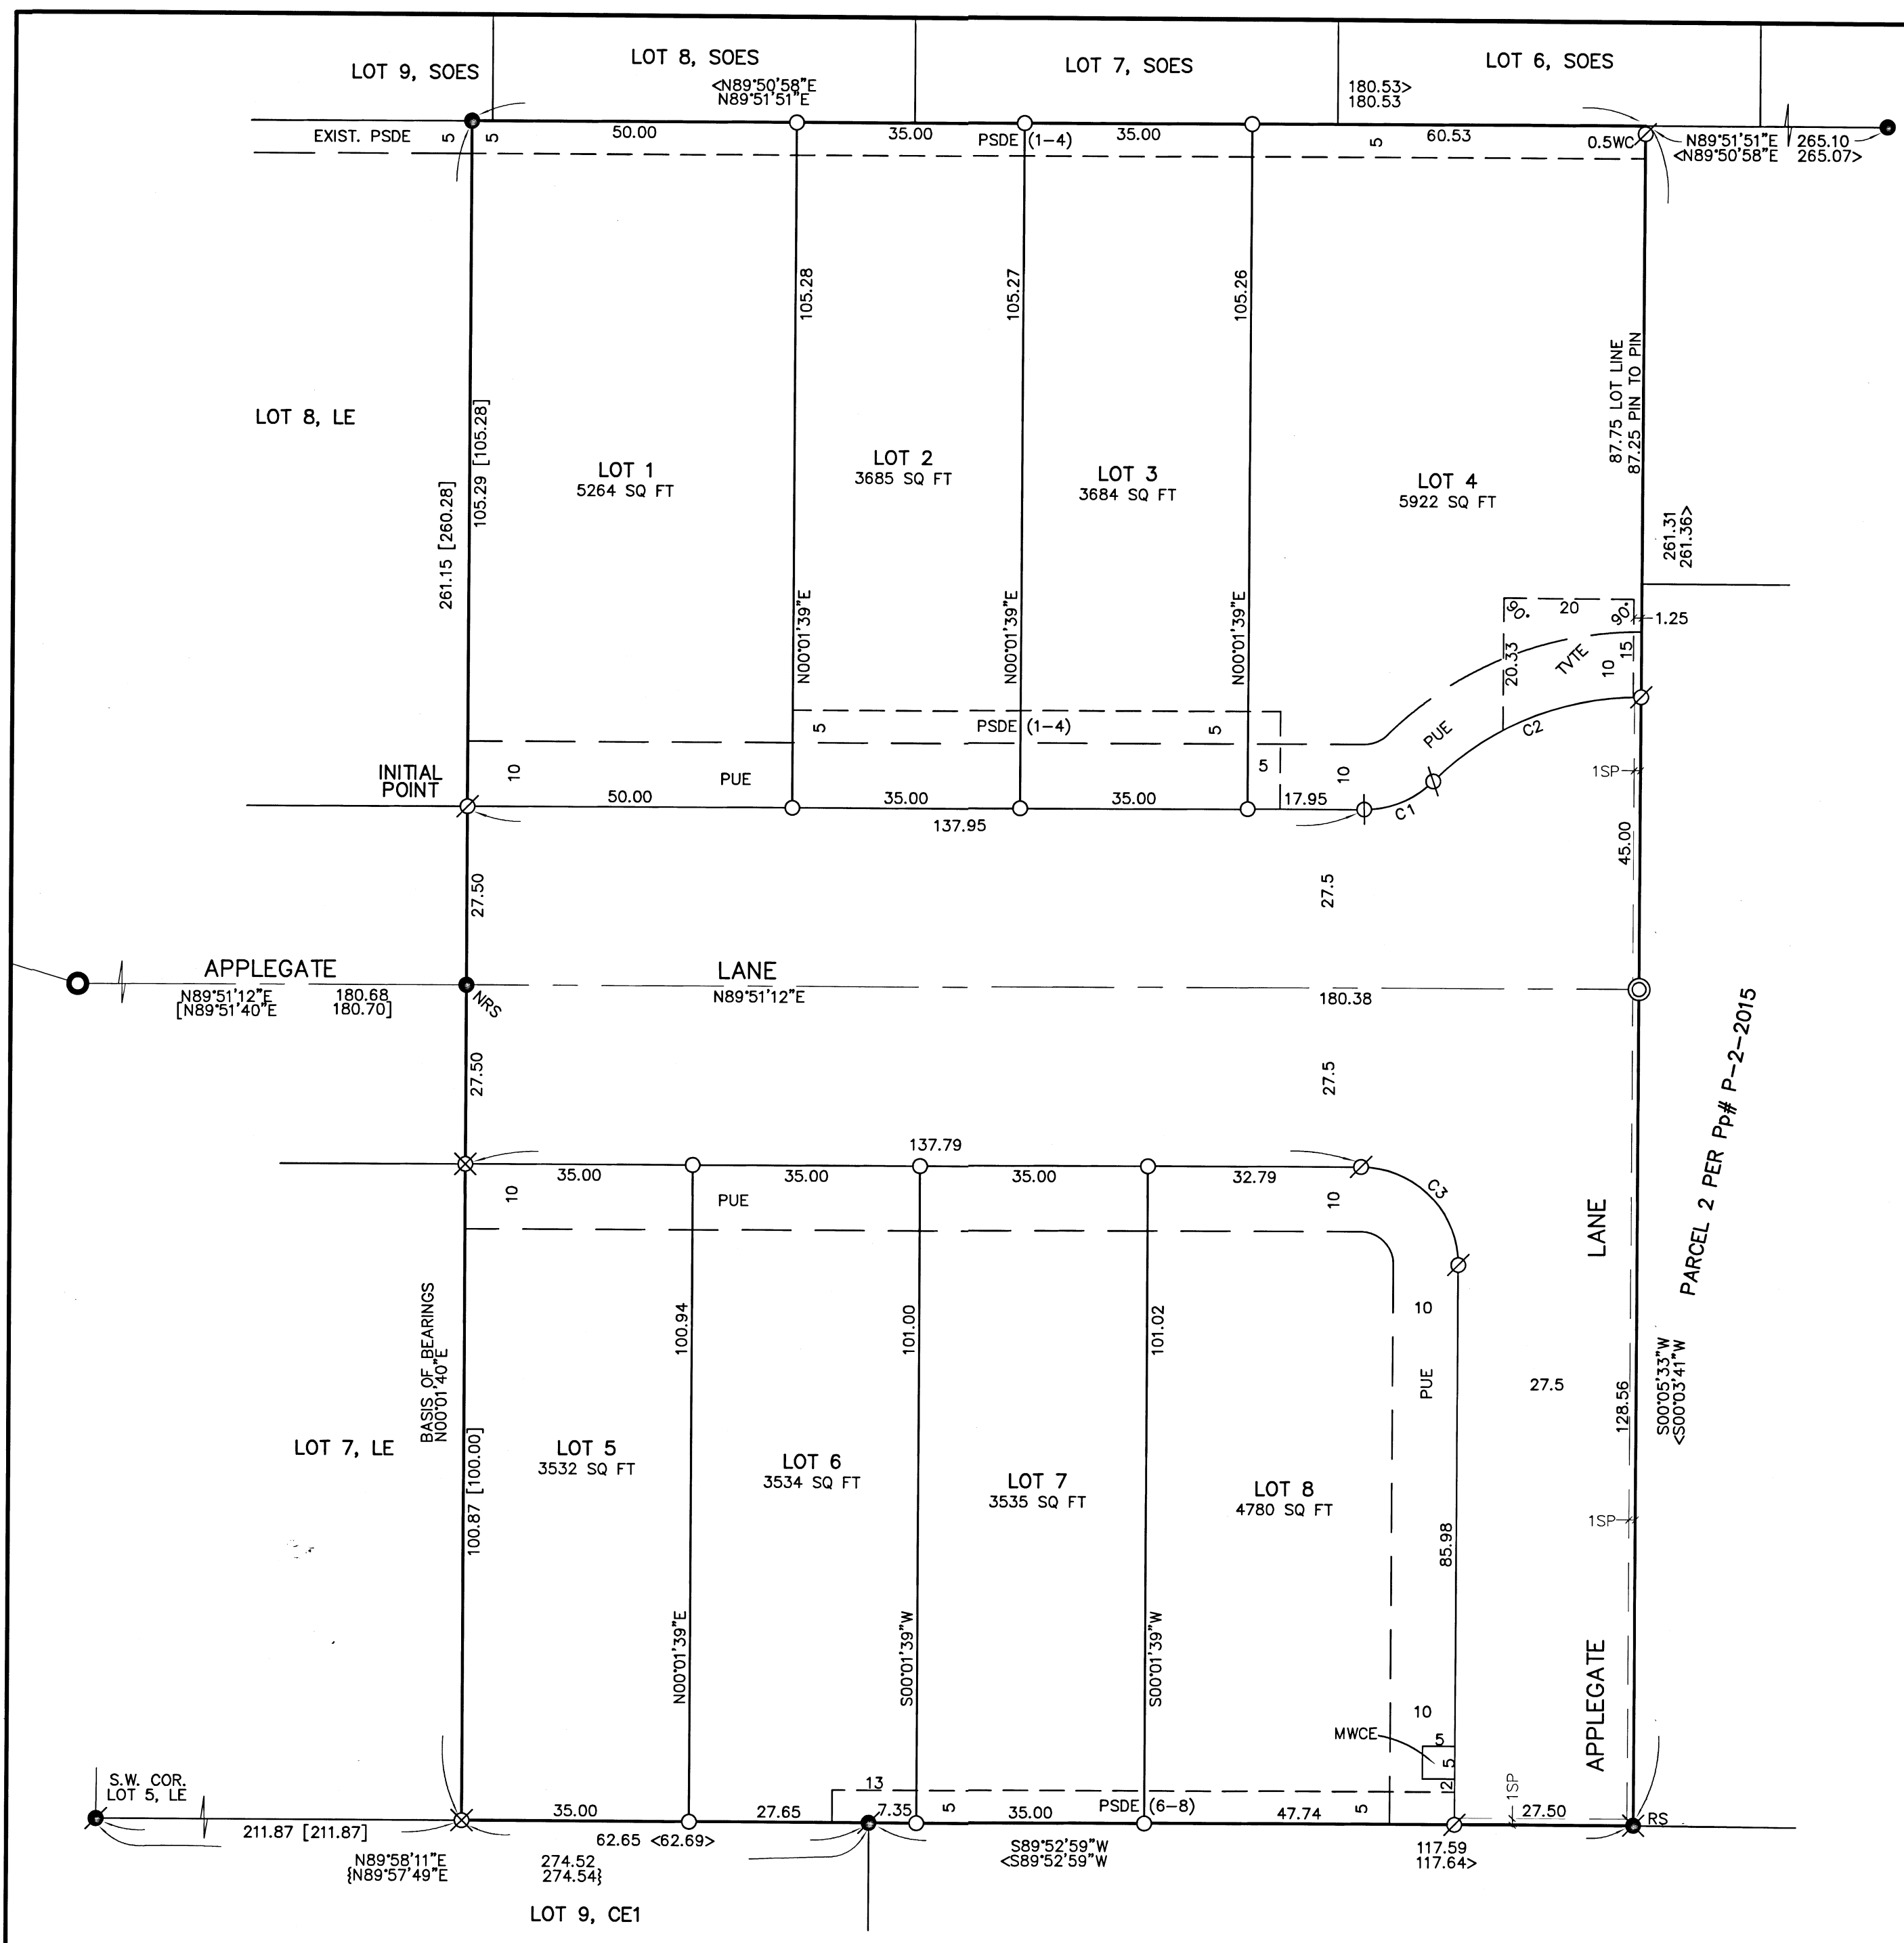 LOT 9, SOES
LOT 8, SOES
LOT 7, SOES
LOT 6, SOES
<N89°50'58"E
N89°51'51"E
180.53>
180.53
EXIST. PSDE
5
5
50.00
35.00
PSDE (1-4)
35.00
5
60.53
0.5WC
N89°51'51"E 265.10
<N89°50'58"E 265.07>
105.28
105.27
105.26
87.75 LOT LINE
87.25 PIN TO PIN
LOT 8, LE
105.29 [105.28]
261.15 [260.28]
LOT 1
5264 SQ FT
LOT 2
3685 SQ FT
LOT 3
3684 SQ FT
LOT 4
5922 SQ FT
261.31
261.36>
N00°01'39"E
N00°01'39"E
N00°01'39"E
90°
20
90°
1.25
20.33
TVTE
10
15
5
PSDE (1-4)
5
PUE
C2
INITIAL
POINT
10
PUE
5
10
1SP
50.00
35.00
35.00
17.95
C1
137.95
45.00
27.50
27.5
APPLEGATE
LANE
N89°51'12"E 180.68
[N89°51'40"E 180.70]
NRS
N89°51'12"E
180.38
PARCEL 2 PER Pp# P-2-2015
27.50
27.5
137.79
35.00
35.00
35.00
32.79
10
PUE
10
C3
LANE
BASIS OF BEARINGS
N00°01'40"E
100.94
101.00
101.02
10
PUE
27.5
128.56
S00°05'33"W
<S00°03'41"W
LOT 7, LE
100.87 [100.00]
LOT 5
3532 SQ FT
LOT 6
3534 SQ FT
LOT 7
3535 SQ FT
LOT 8
4780 SQ FT
85.98
1SP
N00°01'39"E
S00°01'39"W
S00°01'39"W
APPLEGATE
10
MWCE
5
5
2
1SP
S.W. COR.
LOT 5, LE
13
35.00
27.65
7.35
5
35.00
PSDE (6-8)
47.74
5
27.50
RS
211.87 [211.87]
62.65 <62.69>
S89°52'59"W
<S89°52'59"W
117.59
117.64>
N89°58'11"E 274.52
{N89°57'49"E 274.54}
LOT 9, CE1